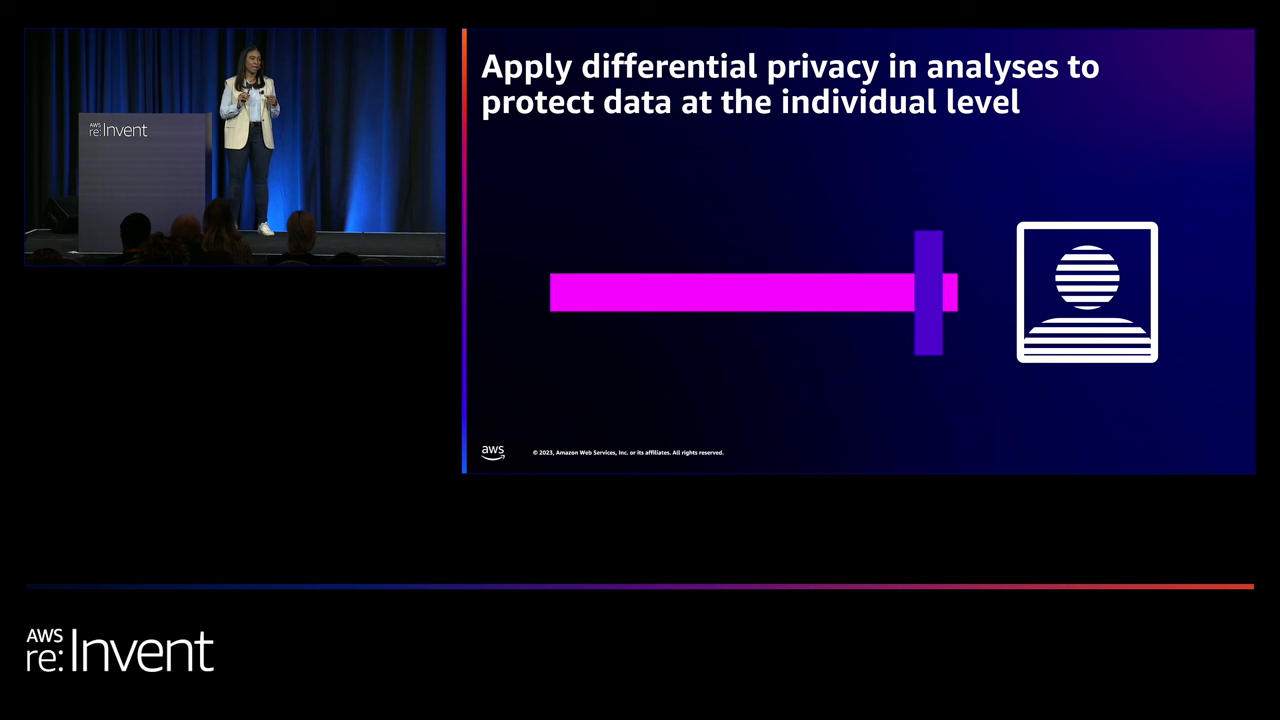 AWS
re:Invent
Apply differential privacy in analyses to
protect data at the individual level
aws
© 2023, Amazon Web Services, Inc. or its affiliates. All rights reserved.
AWS
re:Invent